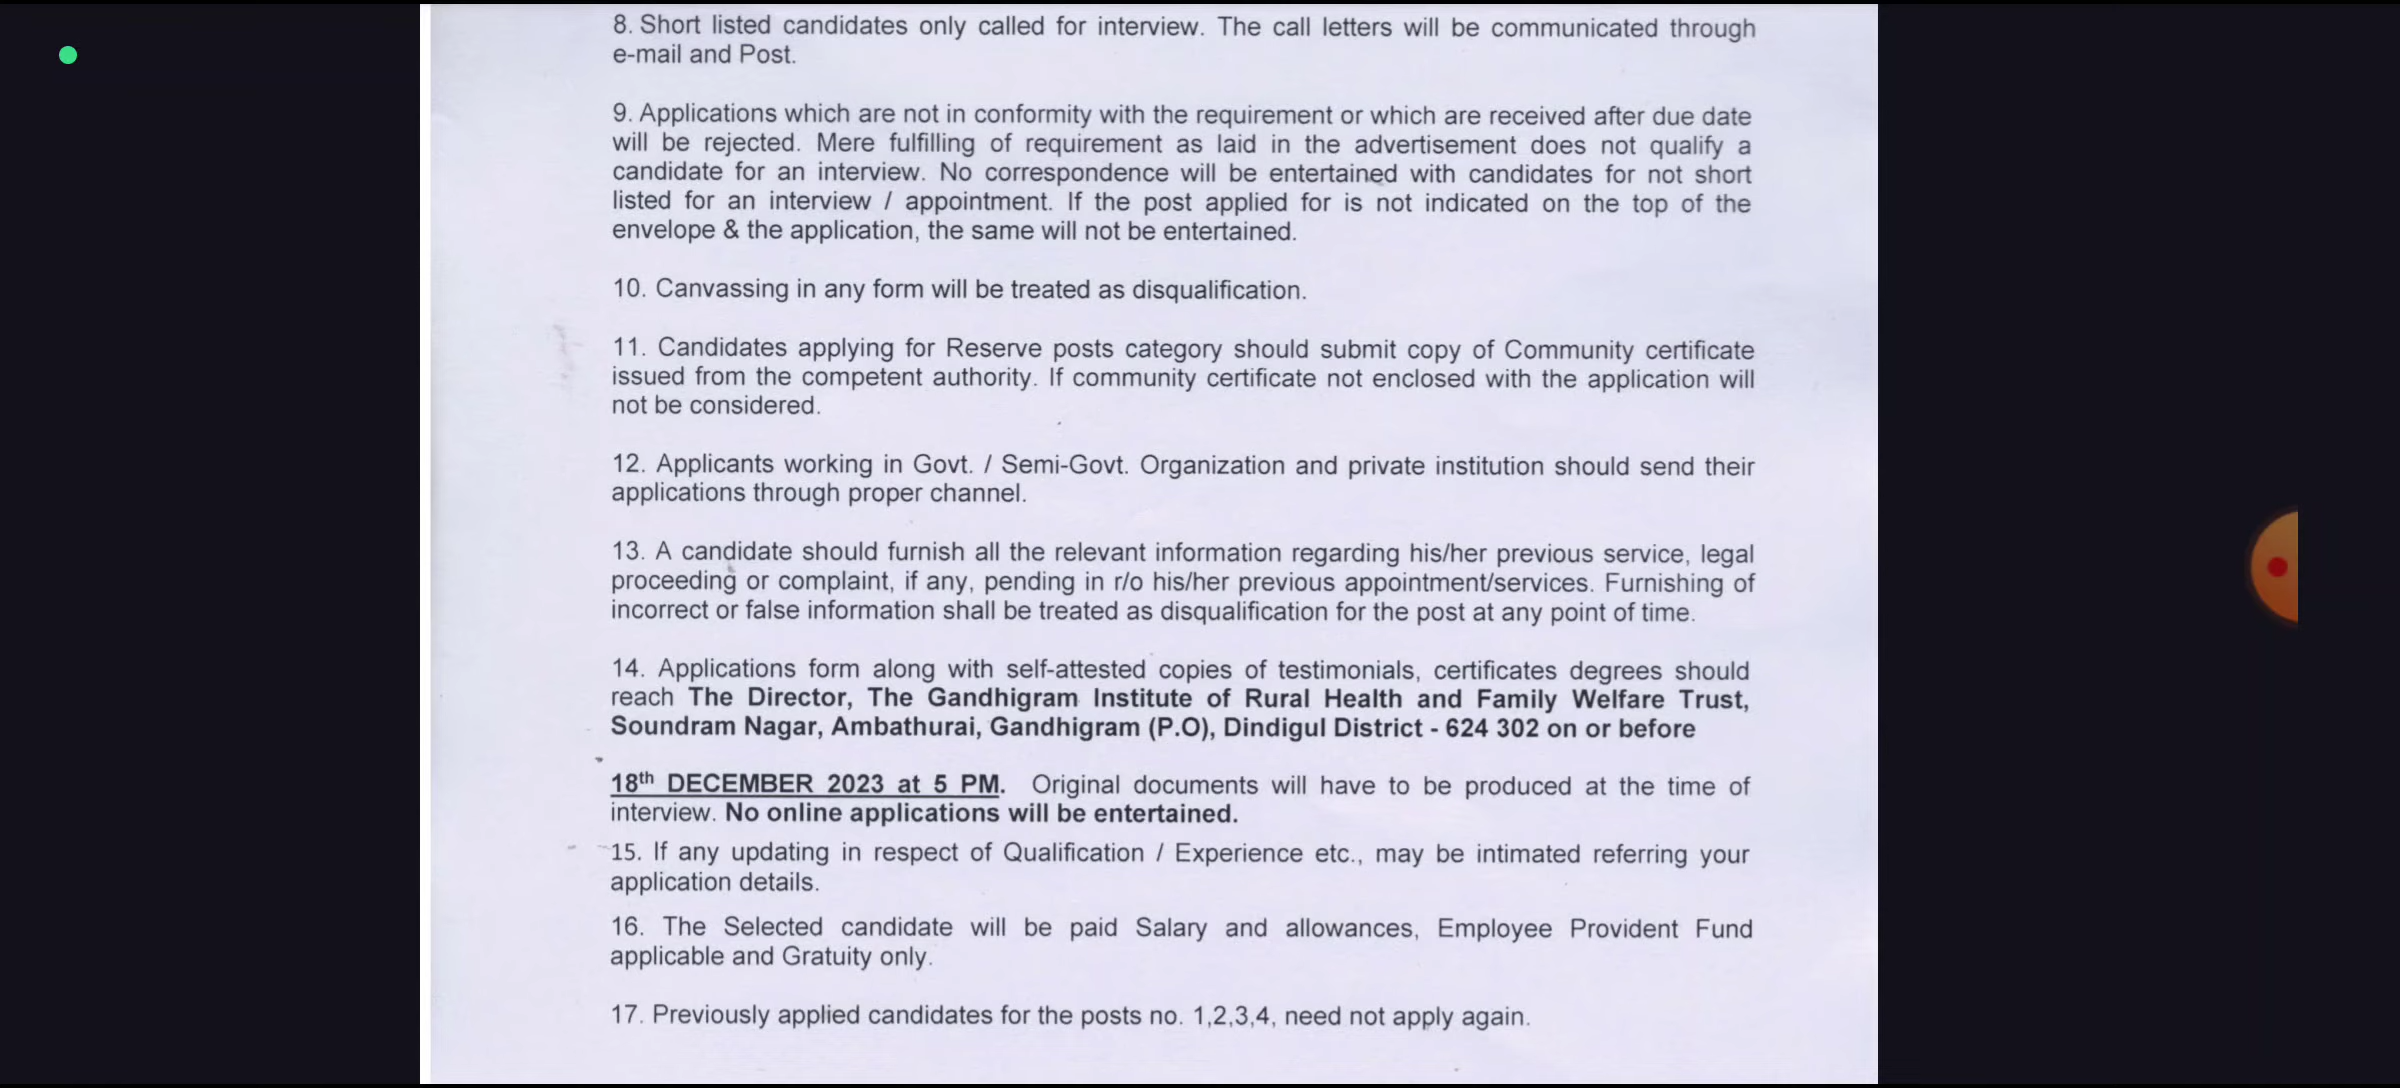 8. Short listed candidates only called for interview. The call letters will be communicated through
e-mail and Post.
9. Applications which are not in conformity with the requirement or which are received after due date
will be rejected. Mere fulfilling of requirement as laid in the advertisement does not qualify a
candidate for an interview. No correspondence will be entertained with candidates for not short
listed for an interview / appointment. If the post applied for is not indicated on the top of the
envelope & the application, the same will not be entertained.
10. Canvassing in any form will be treated as disqualification.
11. Candidates applying for Reserve posts category should submit copy of Community certificate
issued from the competent authority. If community certificate not enclosed with the application will
not be considered.
12. Applicants working in Govt. / Semi-Govt. Organization and private institution should send their
applications through proper channel.
13. A candidate should furnish all the relevant information regarding his/her previous service, legal
proceeding or complaint, if any, pending in r/o his/her previous appointment/services. Furnishing of
incorrect or false information shall be treated as disqualification for the post at any point of time.
14. Applications form along with self-attested copies of testimonials, certificates degrees should
reach The Director, The Gandhigram Institute of Rural Health and Family Welfare Trust,
Soundram Nagar, Ambathurai, Gandhigram (P.O), Dindigul District - 624 302 on or before
18th DECEMBER 2023 at 5 PM. Original documents will have to be produced at the time of
interview. No online applications will be entertained.
15. If any updating in respect of Qualification / Experience etc., may be intimated referring your
application details.
16. The Selected candidate will be paid Salary and allowances, Employee Provident Fund
applicable and Gratuity only.
17. Previously applied candidates for the posts no. 1,2,3,4, need not apply again.